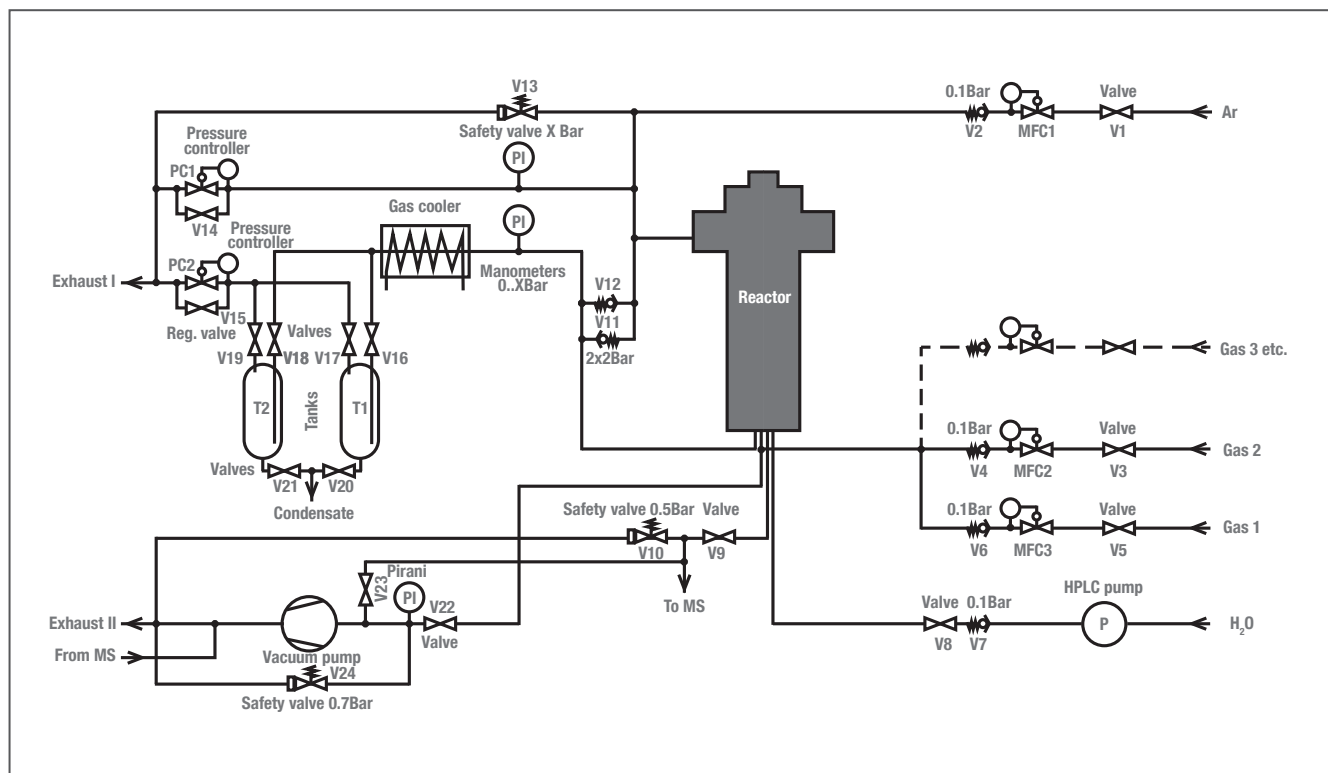 V13
0.1Bar
Valve
Safety valve X Bar
V2
MFC1
V1
Ar
Pressure
controller
PC1
PI
V14
Pressure
controller
Gas cooler
PI
PC2
Exhaust I
Manometers
0..XBar
V12
Reactor
V15
Reg. valve
Valves
V11
2x2Bar
V19
V18
V17
V16
Gas 3 etc.
T2
Tanks
T1
0.1Bar
Valve
Gas 2
V4
MFC2
V3
Valves
V21
V20
Condensate
Safety valve 0.5Bar
Valve
0.1Bar
Valve
Gas 1
V10
V9
V6
MFC3
V5
Pirani
V23
PI
To MS
HPLC pump
V22
Valve
0.1Bar
Exhaust II
Valve
P
H2O
V8
V7
From MS
Vacuum pump
V24
Safety valve 0.7Bar